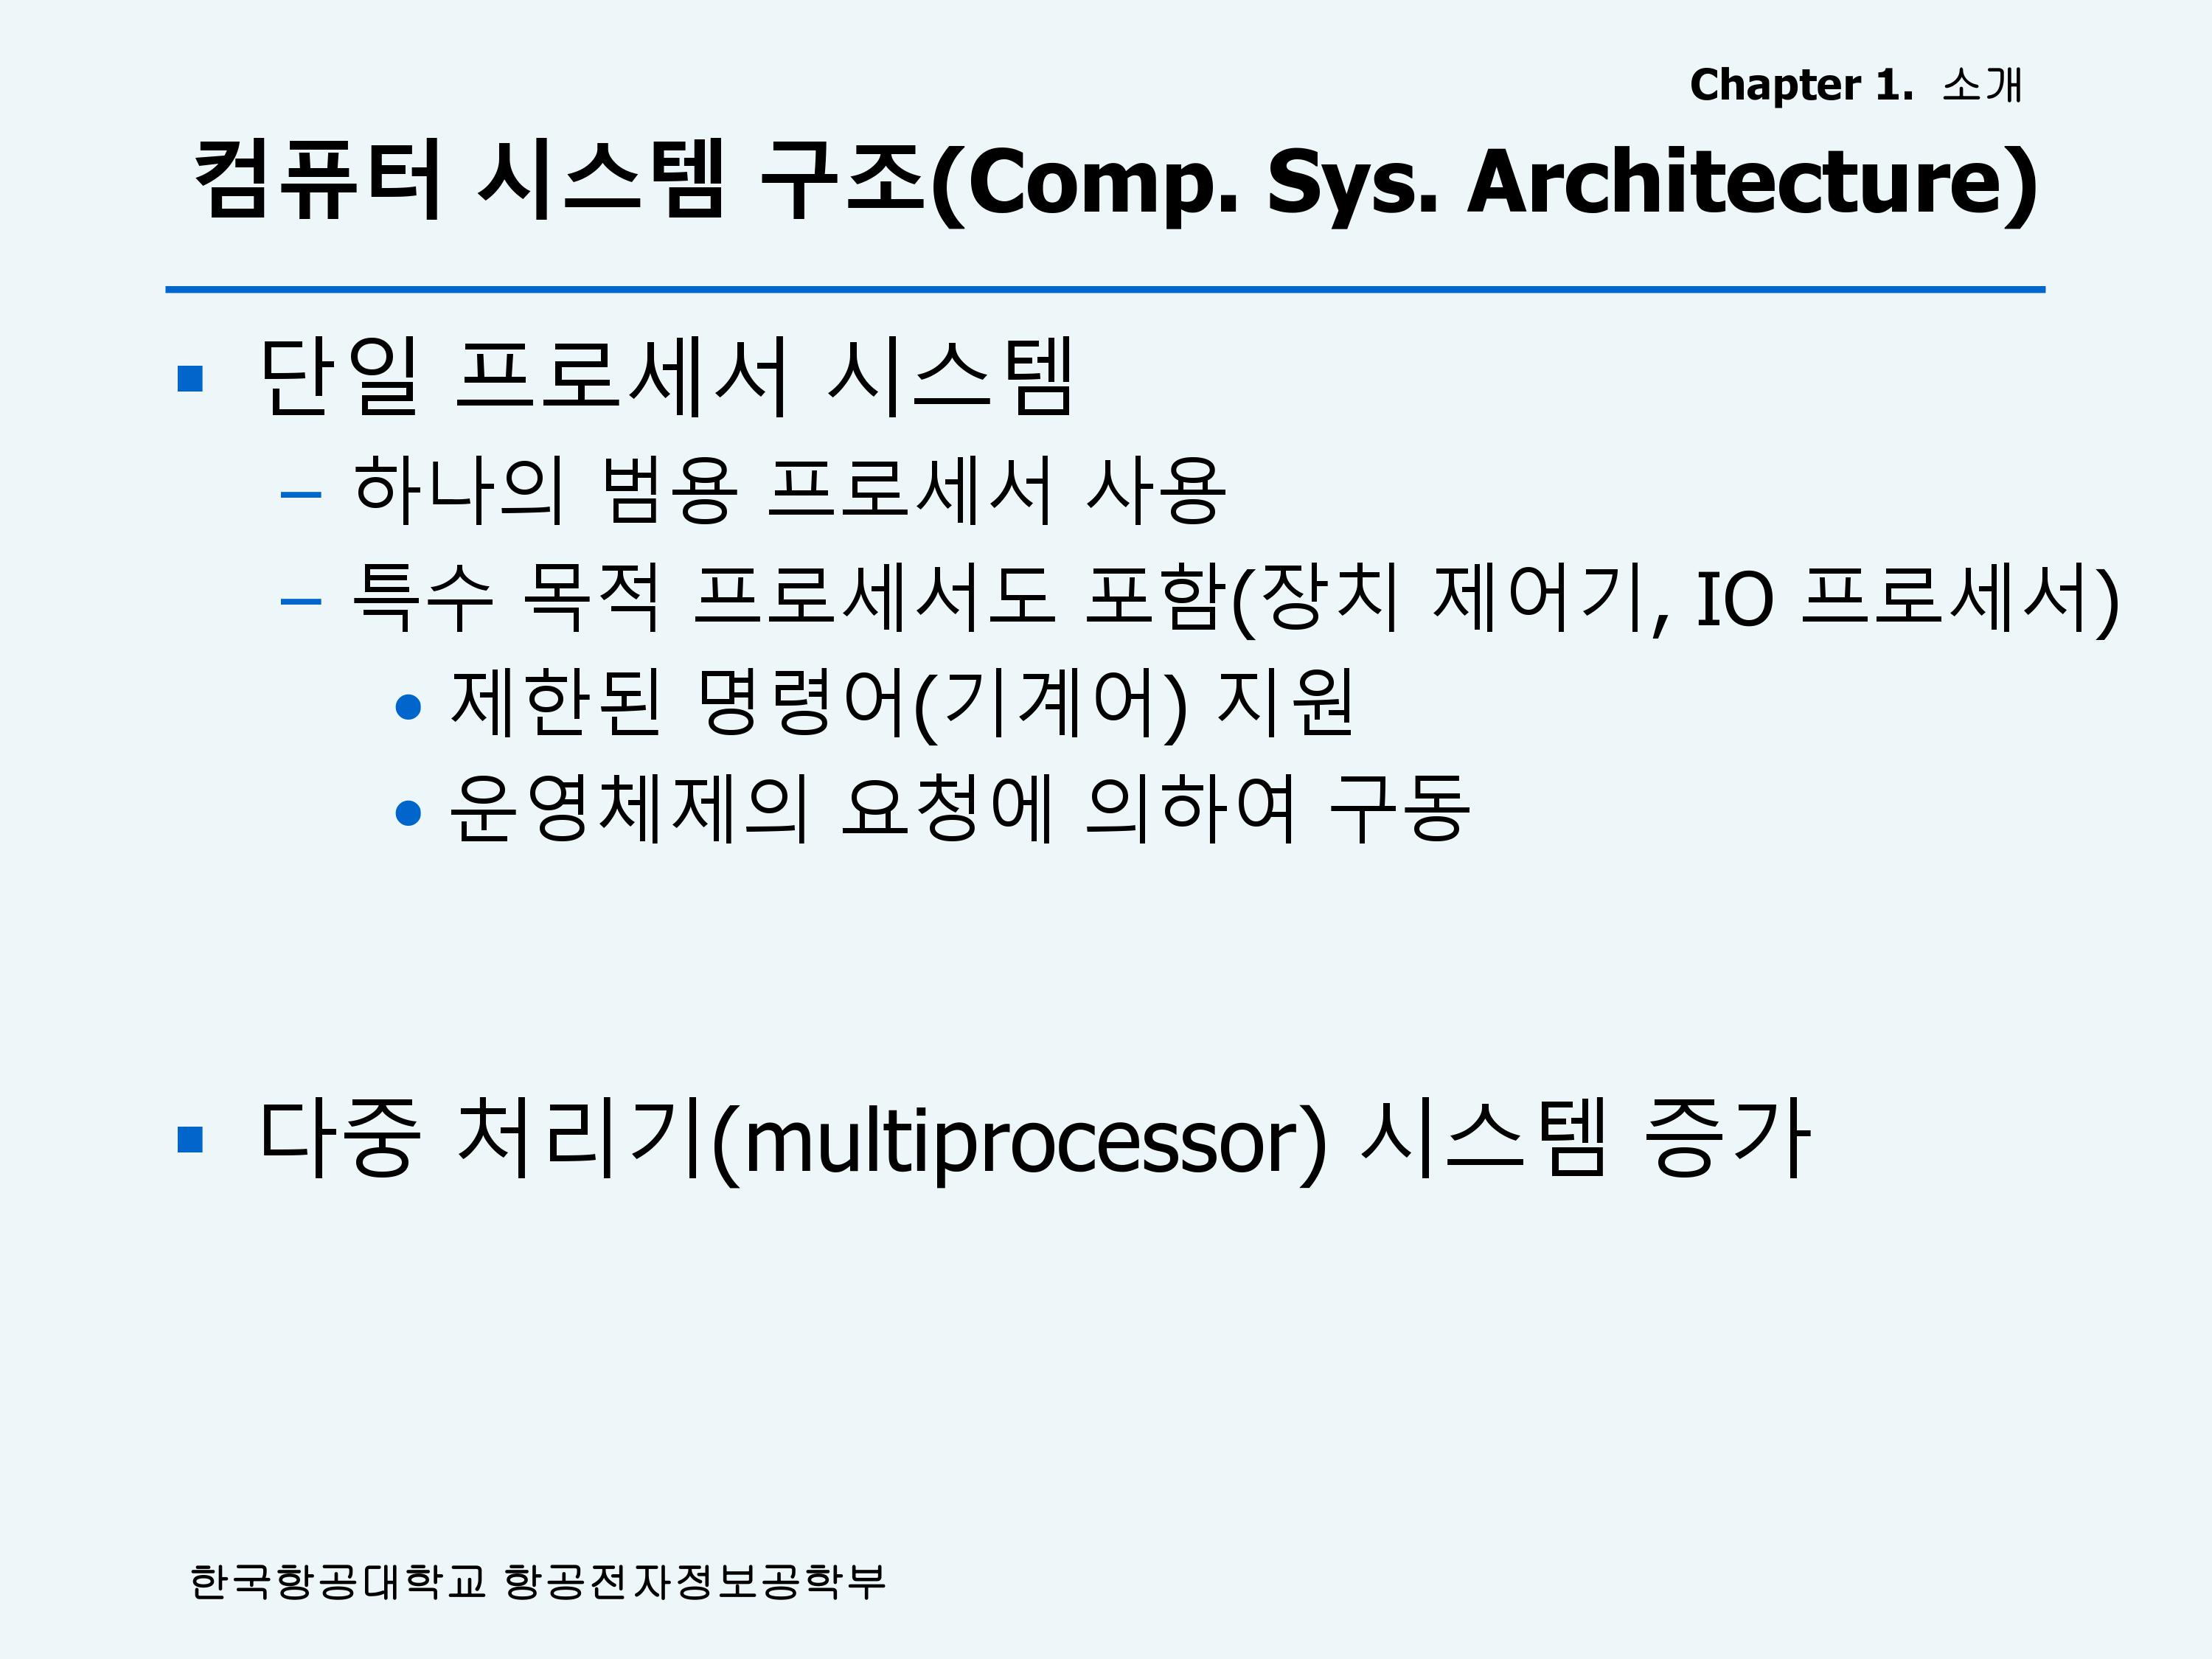 Chapter 1. 소개
컴퓨터 시스템 구조(Comp. Sys. Architecture)
▪ 단일 프로세서 시스템
– 하나의 범용 프로세서 사용
– 특수 목적 프로세서도 포함(장치 제어기, IO 프로세서)
• 제한된 명령어(기계어) 지원
• 운영체제의 요청에 의하여 구동
▪ 다중 처리기(multiprocessor) 시스템 증가
한국항공대학교 항공전자정보공학부